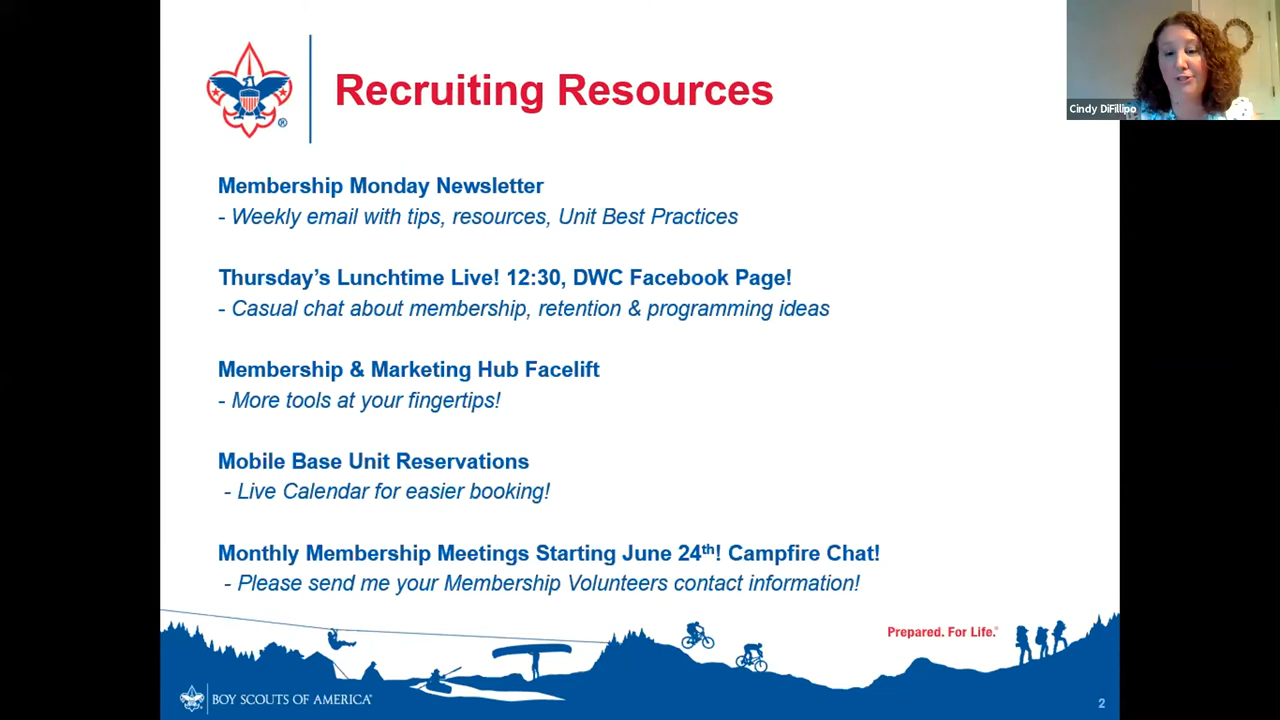 Recruiting Resources
Cindy DiFillipo
Membership Monday Newsletter
- Weekly email with tips, resources, Unit Best Practices
Thursday’s Lunchtime Live! 12:30, DWC Facebook Page!
- Casual chat about membership, retention & programming ideas
Membership & Marketing Hub Facelift
- More tools at your fingertips!
Mobile Base Unit Reservations
- Live Calendar for easier booking!
Monthly Membership Meetings Starting June 24th! Campfire Chat!
- Please send me your Membership Volunteers contact information!
Prepared. For Life.®
BOY SCOUTS OF AMERICA®
2